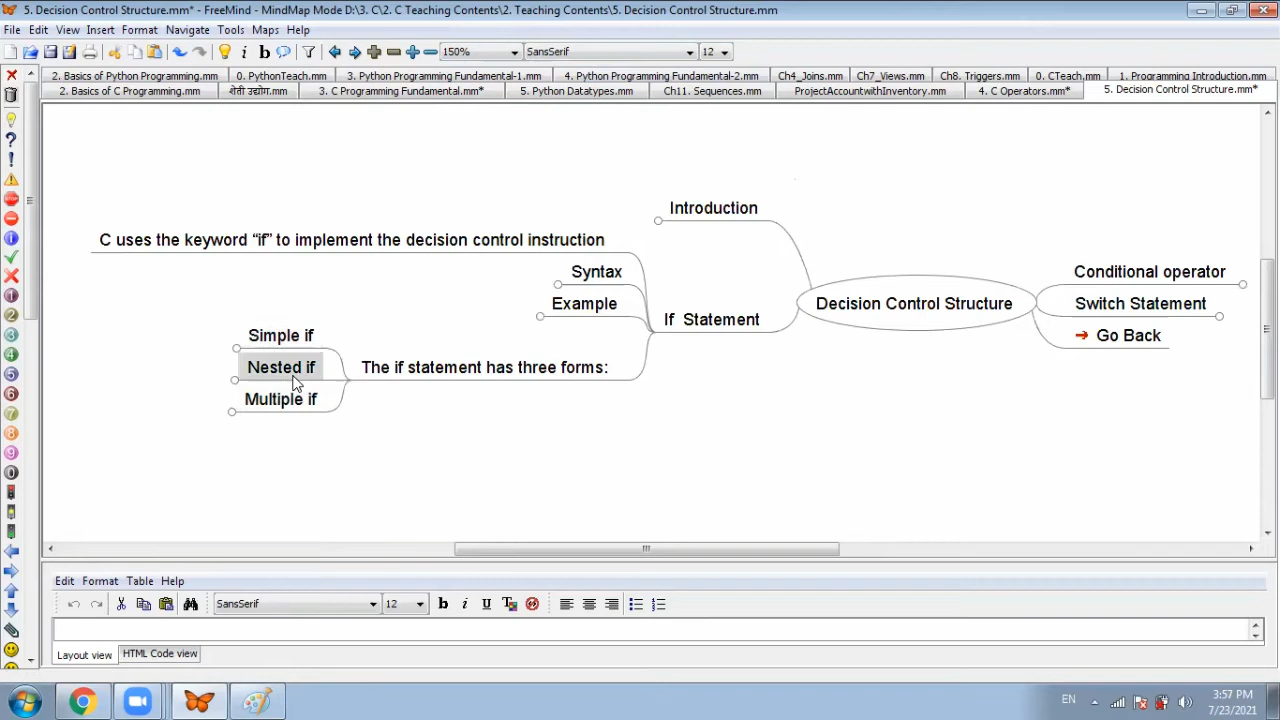 5. Decision Control Structure.mm* - FreeMind - MindMap Mode D:\3. C\2. C Teaching Contents\2. Teaching Contents\5. Decision Control Structure.mm
File Edit View Insert Format Navigate Tools Maps Help
150% SansSerif 12
2. Basics of Python Programming.mm 0. PythonTeach.mm 3. Python Programming Fundamental-1.mm 4. Python Programming Fundamental-2.mm Ch4_Joins.mm Ch7_Views.mm Ch8. Triggers.mm 0. CTeach.mm 1. Programming Introduction.mm
2. Basics of C Programming.mm शेती उद्योग.mm 3. C Programming Fundamental.mm* 5. Python Datatypes.mm Ch11. Sequences.mm ProjectAccountwithInventory.mm 4. C Operators.mm* 5. Decision Control Structure.mm*
Introduction
C uses the keyword “if” to implement the decision control instruction
Syntax
Example
If Statement
Simple if
Nested if
Multiple if
The if statement has three forms:
Decision Control Structure
Conditional operator
Switch Statement
Go Back
Edit Format Table Help
SansSerif 12
Layout view HTML Code view
EN
3:57 PM
7/23/2021